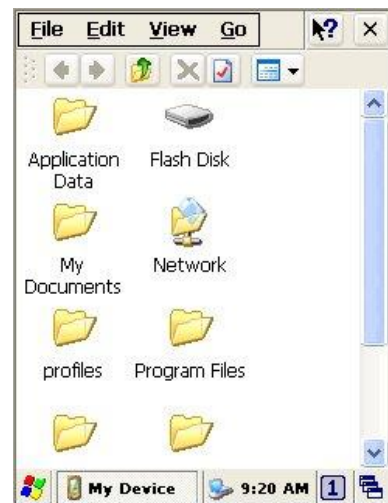 File Edit View Go ?
Application Data Flash Disk
My Documents Network
profiles Program Files
My Device 9:20 AM 1